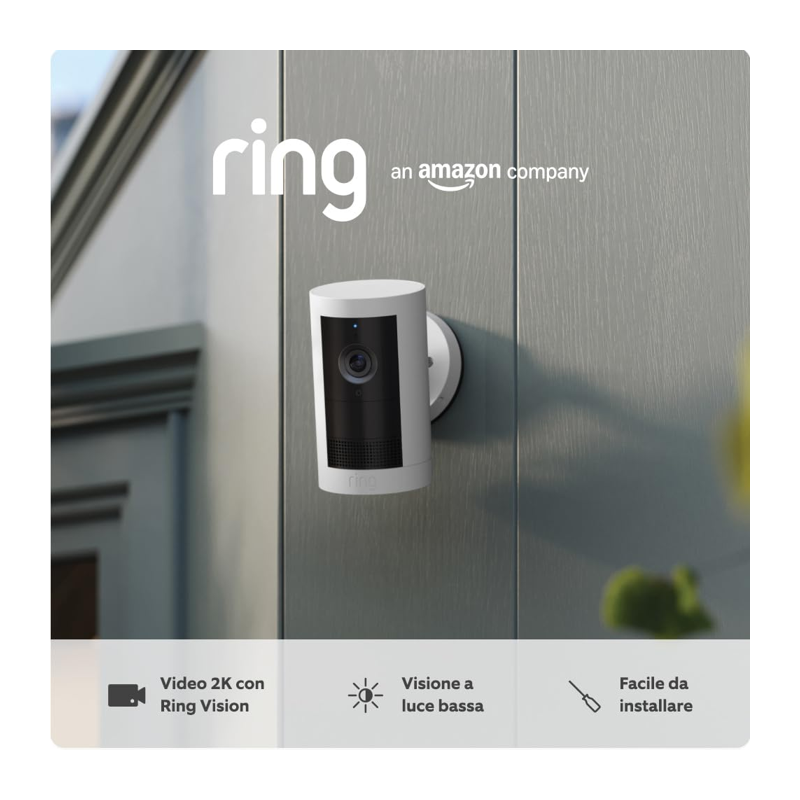 ring an amazon company
ring
Video 2K con
Ring Vision
Visione a
luce bassa
Facile da
installare